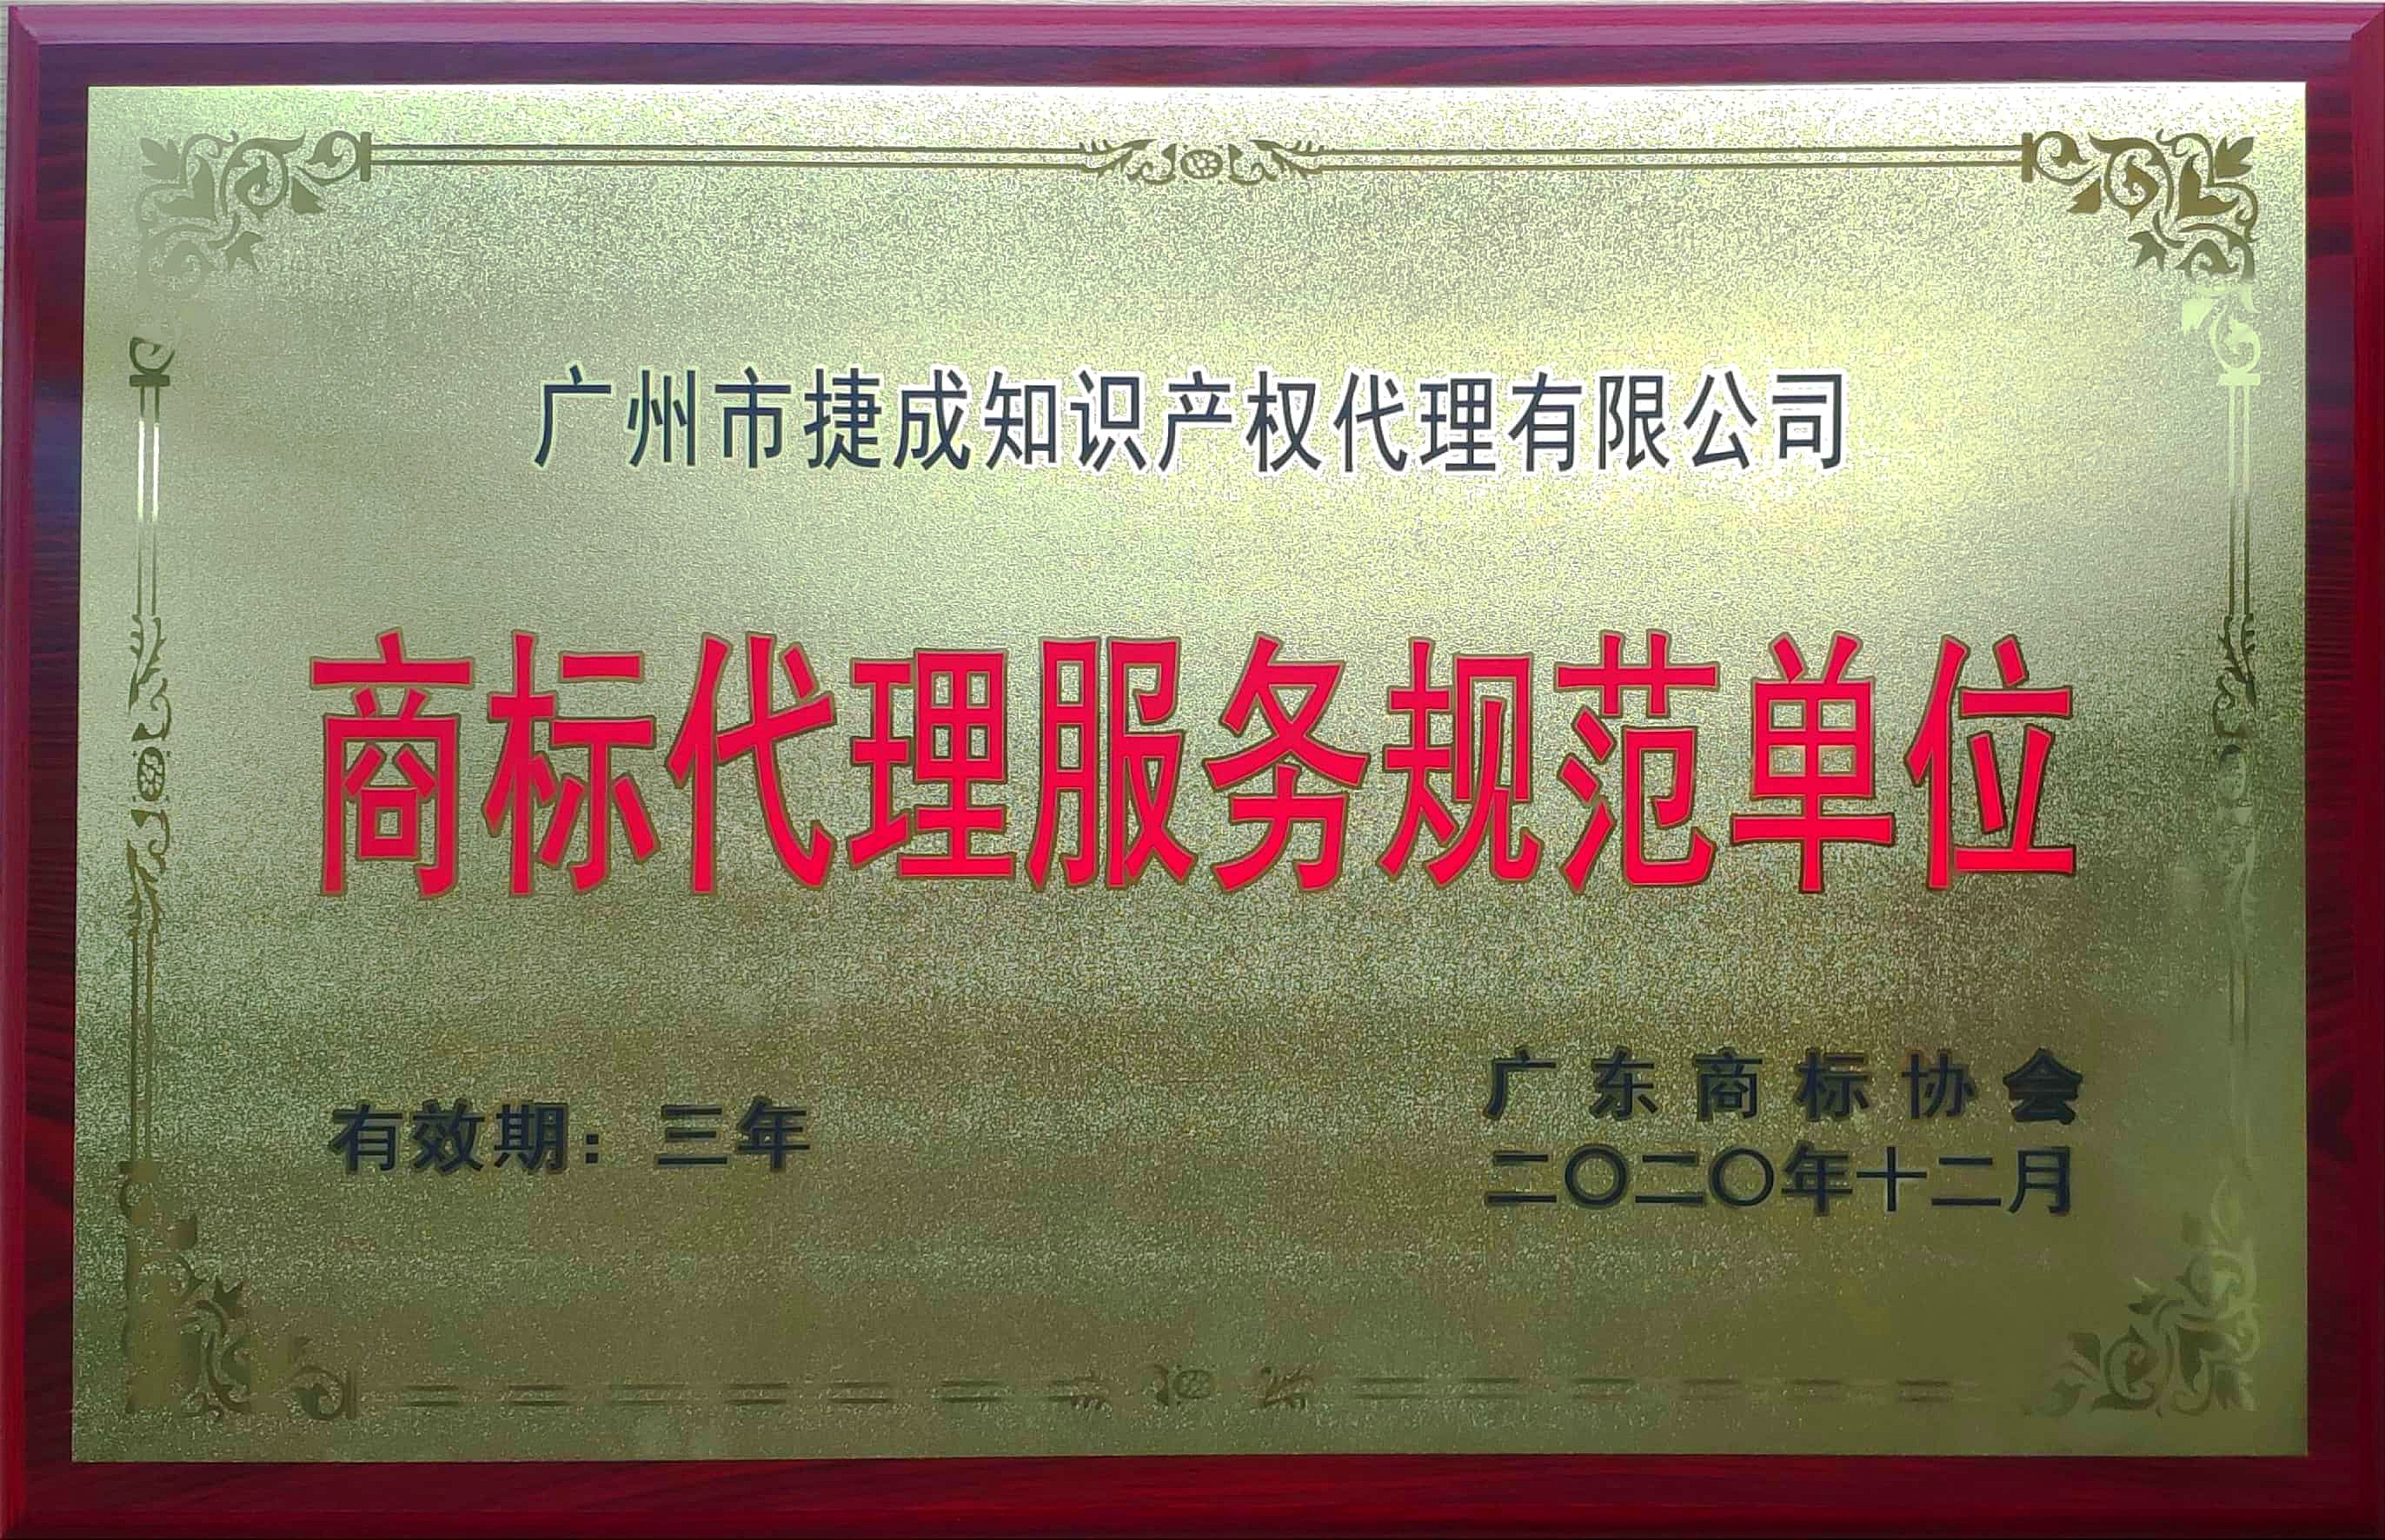 广州市捷成知识产权代理有限公司
商标代理服务规范单位
有效期：三年
广东商标协会
二〇二〇年十二月